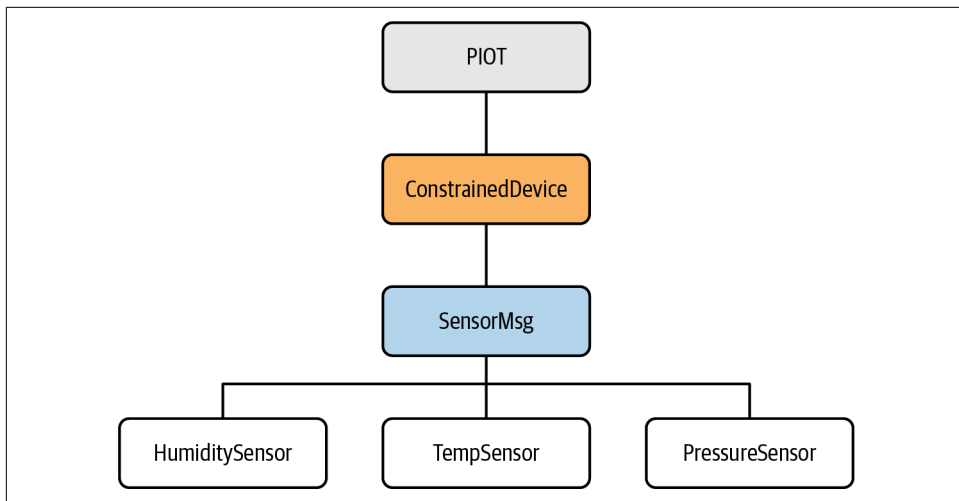 PIOT
ConstrainedDevice
SensorMsg
HumiditySensor
TempSensor
PressureSensor